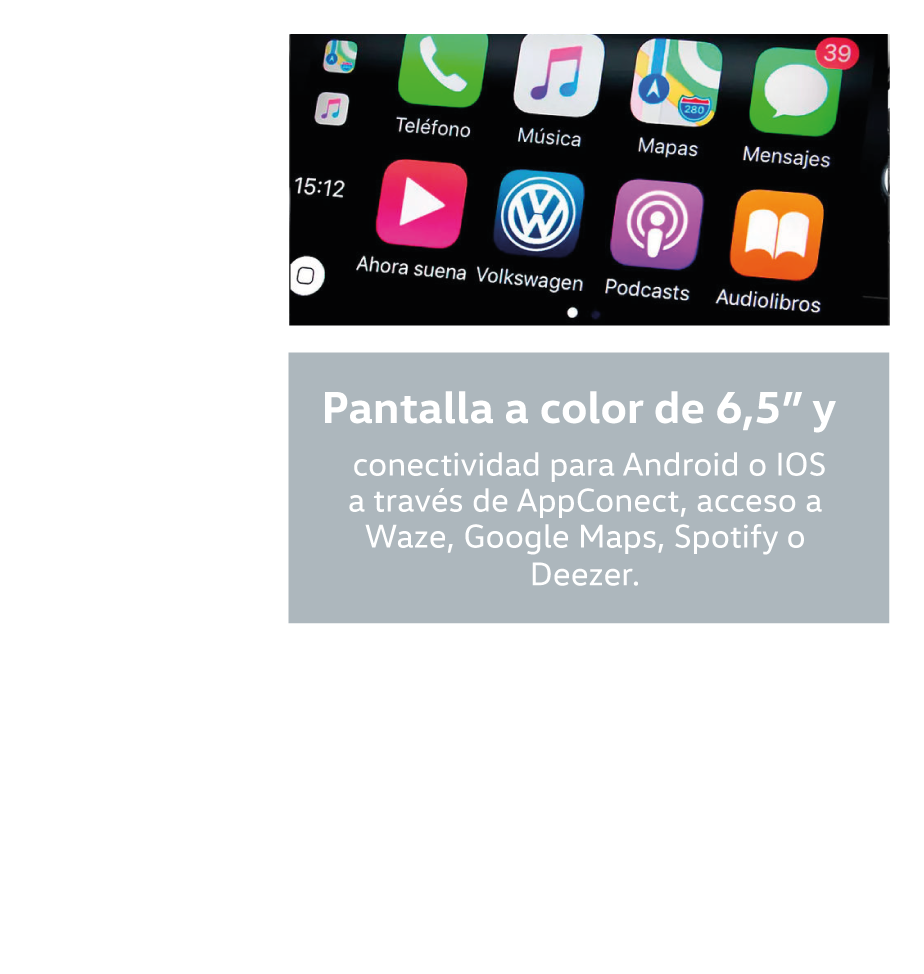 39
280
Teléfono
Música
Mapas
Mensajes
15:12
Ahora suena
Volkswagen
Podcasts
Audiolibros
Pantalla a color de 6,5” y
conectividad para Android o IOS
a través de AppConect, acceso a
Waze, Google Maps, Spotify o
Deezer.